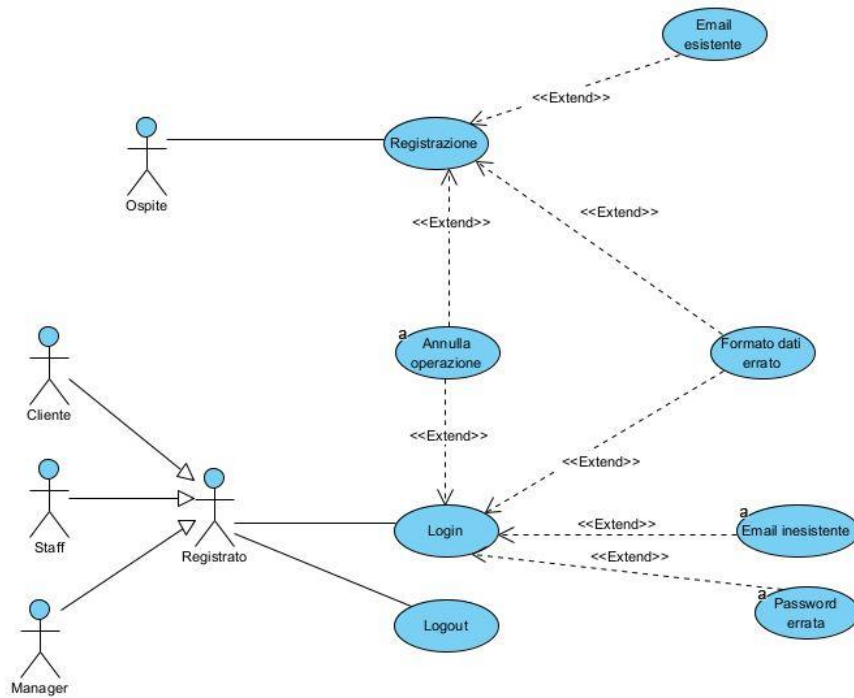 Email
esistente
<<Extend>>
Registrazione
Ospite
<<Extend>>
<<Extend>>
a
Annulla
operazione
Formato dati
errato
Cliente
<<Extend>>
<<Extend>>
Staff
Registrato
Login
<<Extend>>
a
Email inesistente
<<Extend>>
a
Password
errata
Logout
Manager